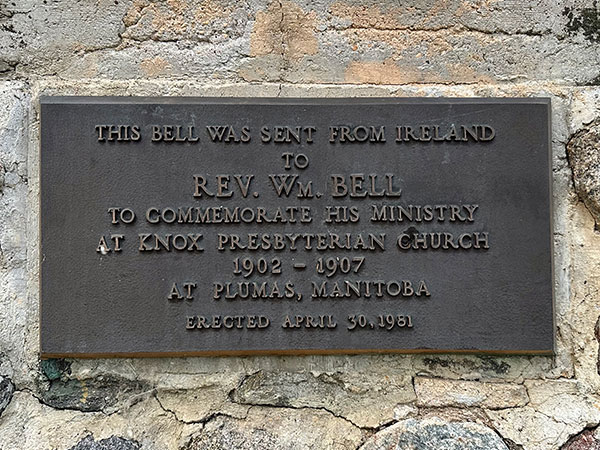 THIS BELL WAS SENT FROM IRELAND
TO
REV. WM. BELL
TO COMMEMORATE HIS MINISTRY
AT KNOX PRESBYTERIAN CHURCH
1902 - 1907
AT PLUMAS, MANITOBA
ERECTED APRIL 30, 1981